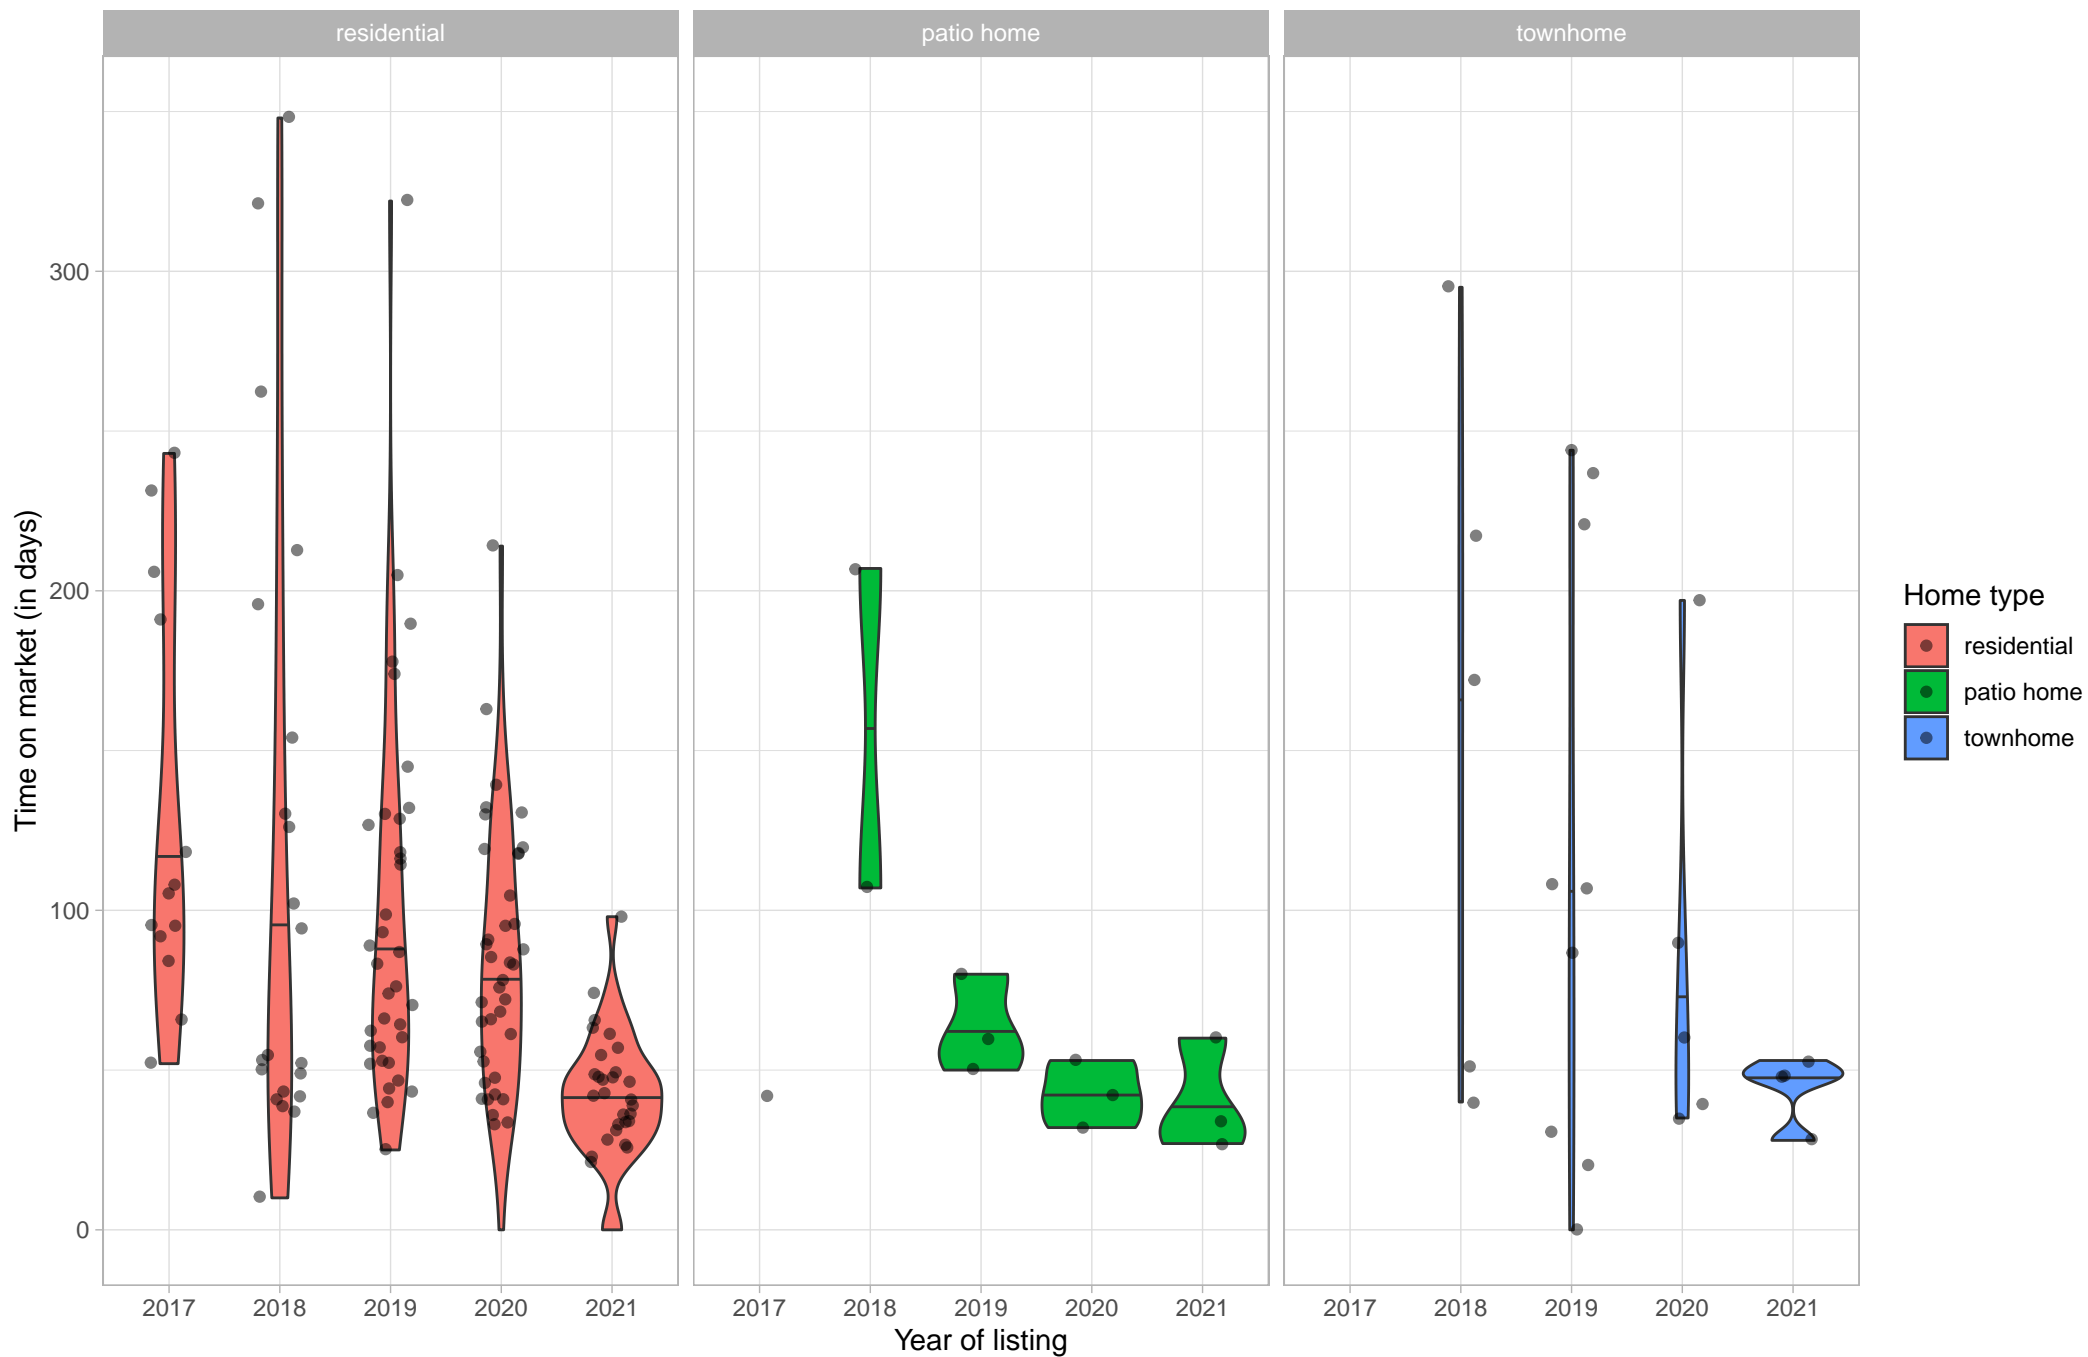 residential
patio home
townhome
Time on market (in days)
300
200
100
0
2017 2018 2019 2020 2021
2017 2018 2019 2020 2021
2017 2018 2019 2020 2021
Year of listing
Home type
residential
patio home
townhome